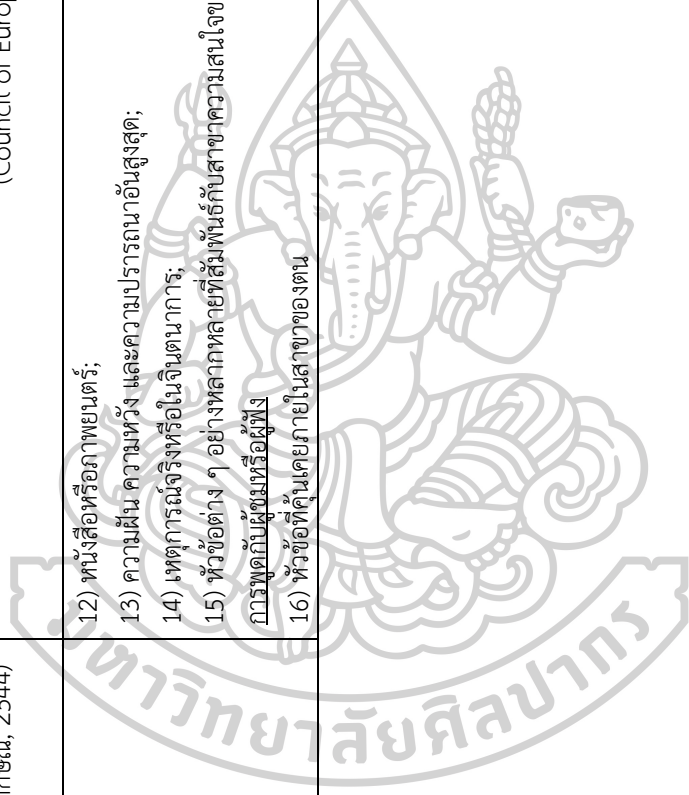 (Council of Europ
12) หนังสือหรือภาพยนตร์;
13) ความฝัน ความหวัง และความปรารถนาอันสูงสุด;
14) เหตุการณ์จริงหรือในจินตนาการ;
15) หัวข้อต่าง ๆ อย่างหลากหลายที่สัมพันธ์กับสาขาความสนใจข
การพูดกับผู้ชมหรือผู้ฟัง
16) หัวข้อที่คุ้นเคยภายในสาขาของตน
2544)
มหาวิทยาลัยศิลปากร